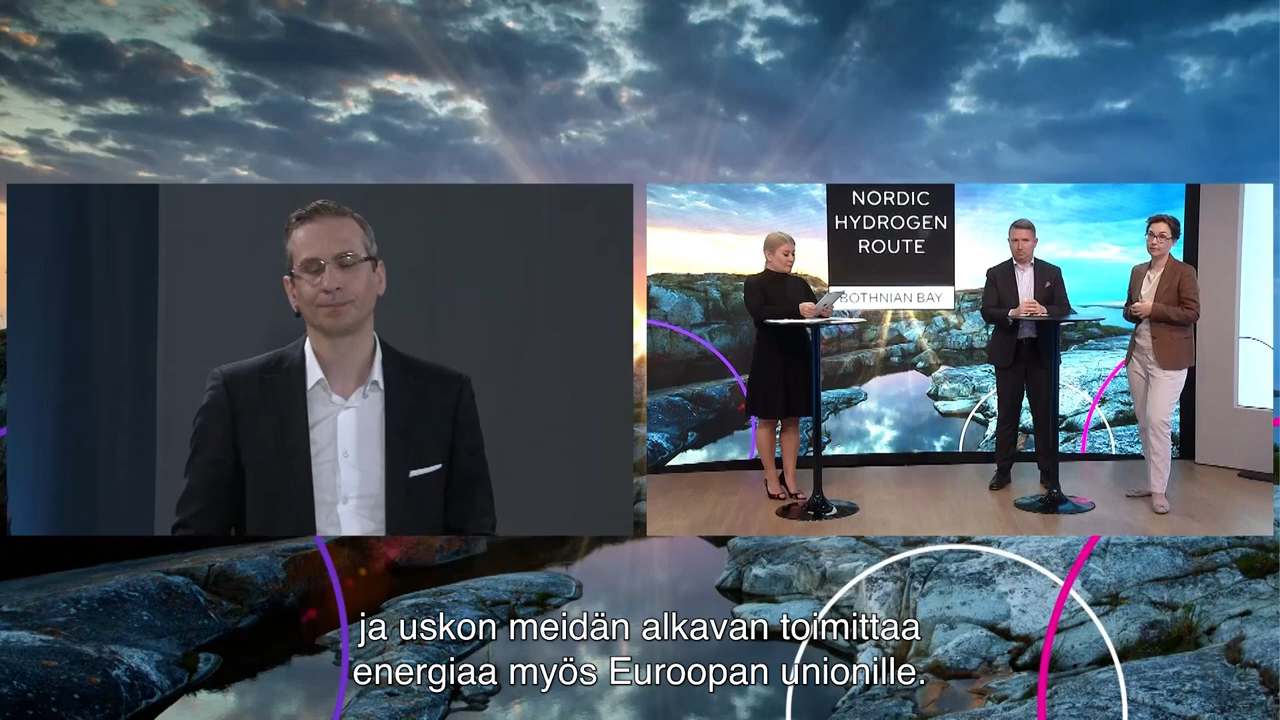 NORDIC
HYDROGEN
ROUTE
BOTHNIAN BAY
ja uskon meidän alkavan toimittaa
energiaa myös Euroopan unionille.